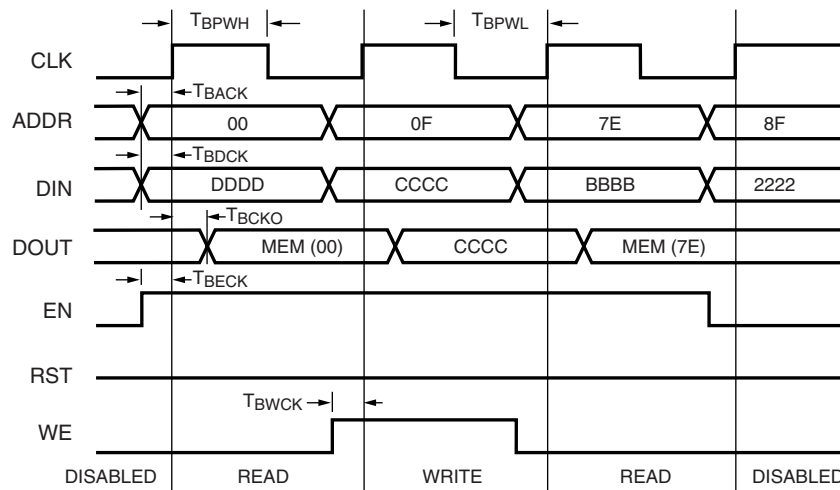 TBPWH TBPWL
CLK
TBACK
ADDR 00 0F 7E 8F
TBDCK
DIN DDDD CCCC BBBB 2222
TBCKO
DOUT MEM (00) CCCC MEM (7E)
TBECK
EN
RST
TBWCK
WE
DISABLED READ WRITE READ DISABLED